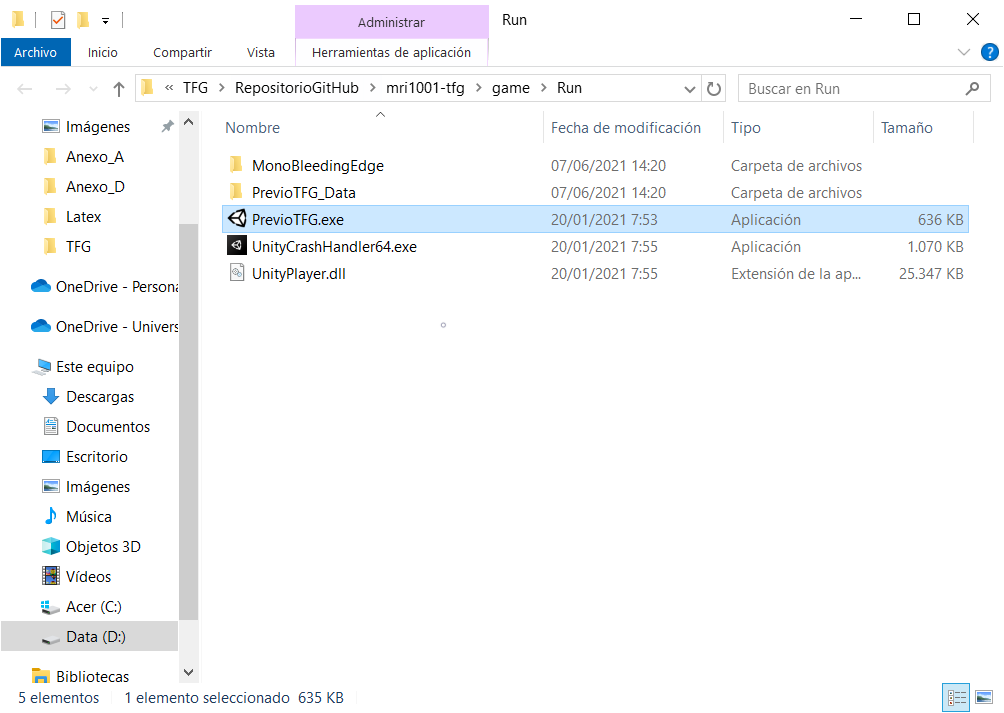 Administrar
Run
Archivo
Inicio
Compartir
Vista
Herramientas de aplicación
?
« TFG > RepositorioGitHub > mri1001-tfg > game > Run
Buscar en Run
Imágenes
Anexo_A
Anexo_D
Latex
TFG
OneDrive - Persona
OneDrive - Univers
Este equipo
Descargas
Documentos
Escritorio
Imágenes
Música
Objetos 3D
Vídeos
Acer (C:)
Data (D:)
Bibliotecas
Nombre Fecha de modificación Tipo Tamaño
MonoBleedingEdge 07/06/2021 14:20 Carpeta de archivos
PrevioTFG_Data 07/06/2021 14:20 Carpeta de archivos
PrevioTFG.exe 20/01/2021 7:53 Aplicación 636 KB
UnityCrashHandler64.exe 20/01/2021 7:55 Aplicación 1.070 KB
UnityPlayer.dll 20/01/2021 7:55 Extensión de la ap... 25.347 KB
5 elementos 1 elemento seleccionado 635 KB